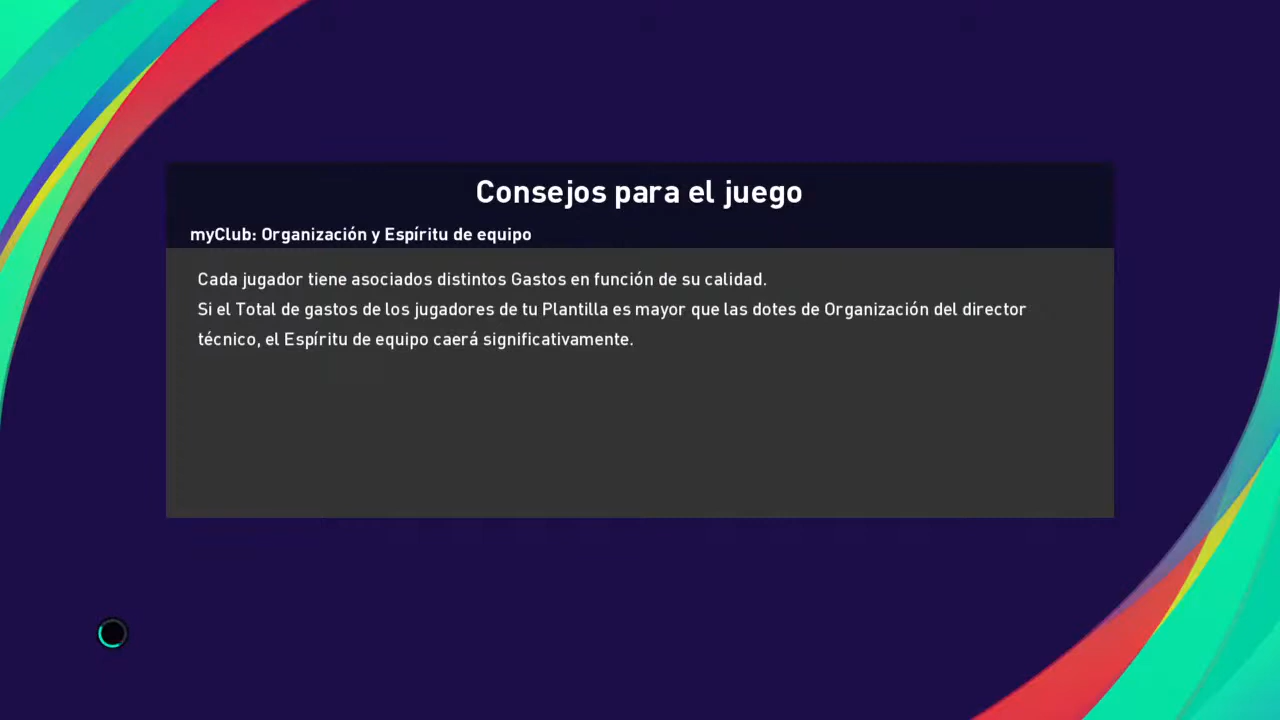 Consejos para el juego
myClub: Organización y Espíritu de equipo
Cada jugador tiene asociados distintos Gastos en función de su calidad.
Si el Total de gastos de los jugadores de tu Plantilla es mayor que las dotes de Organización del director
técnico, el Espíritu de equipo caerá significativamente.